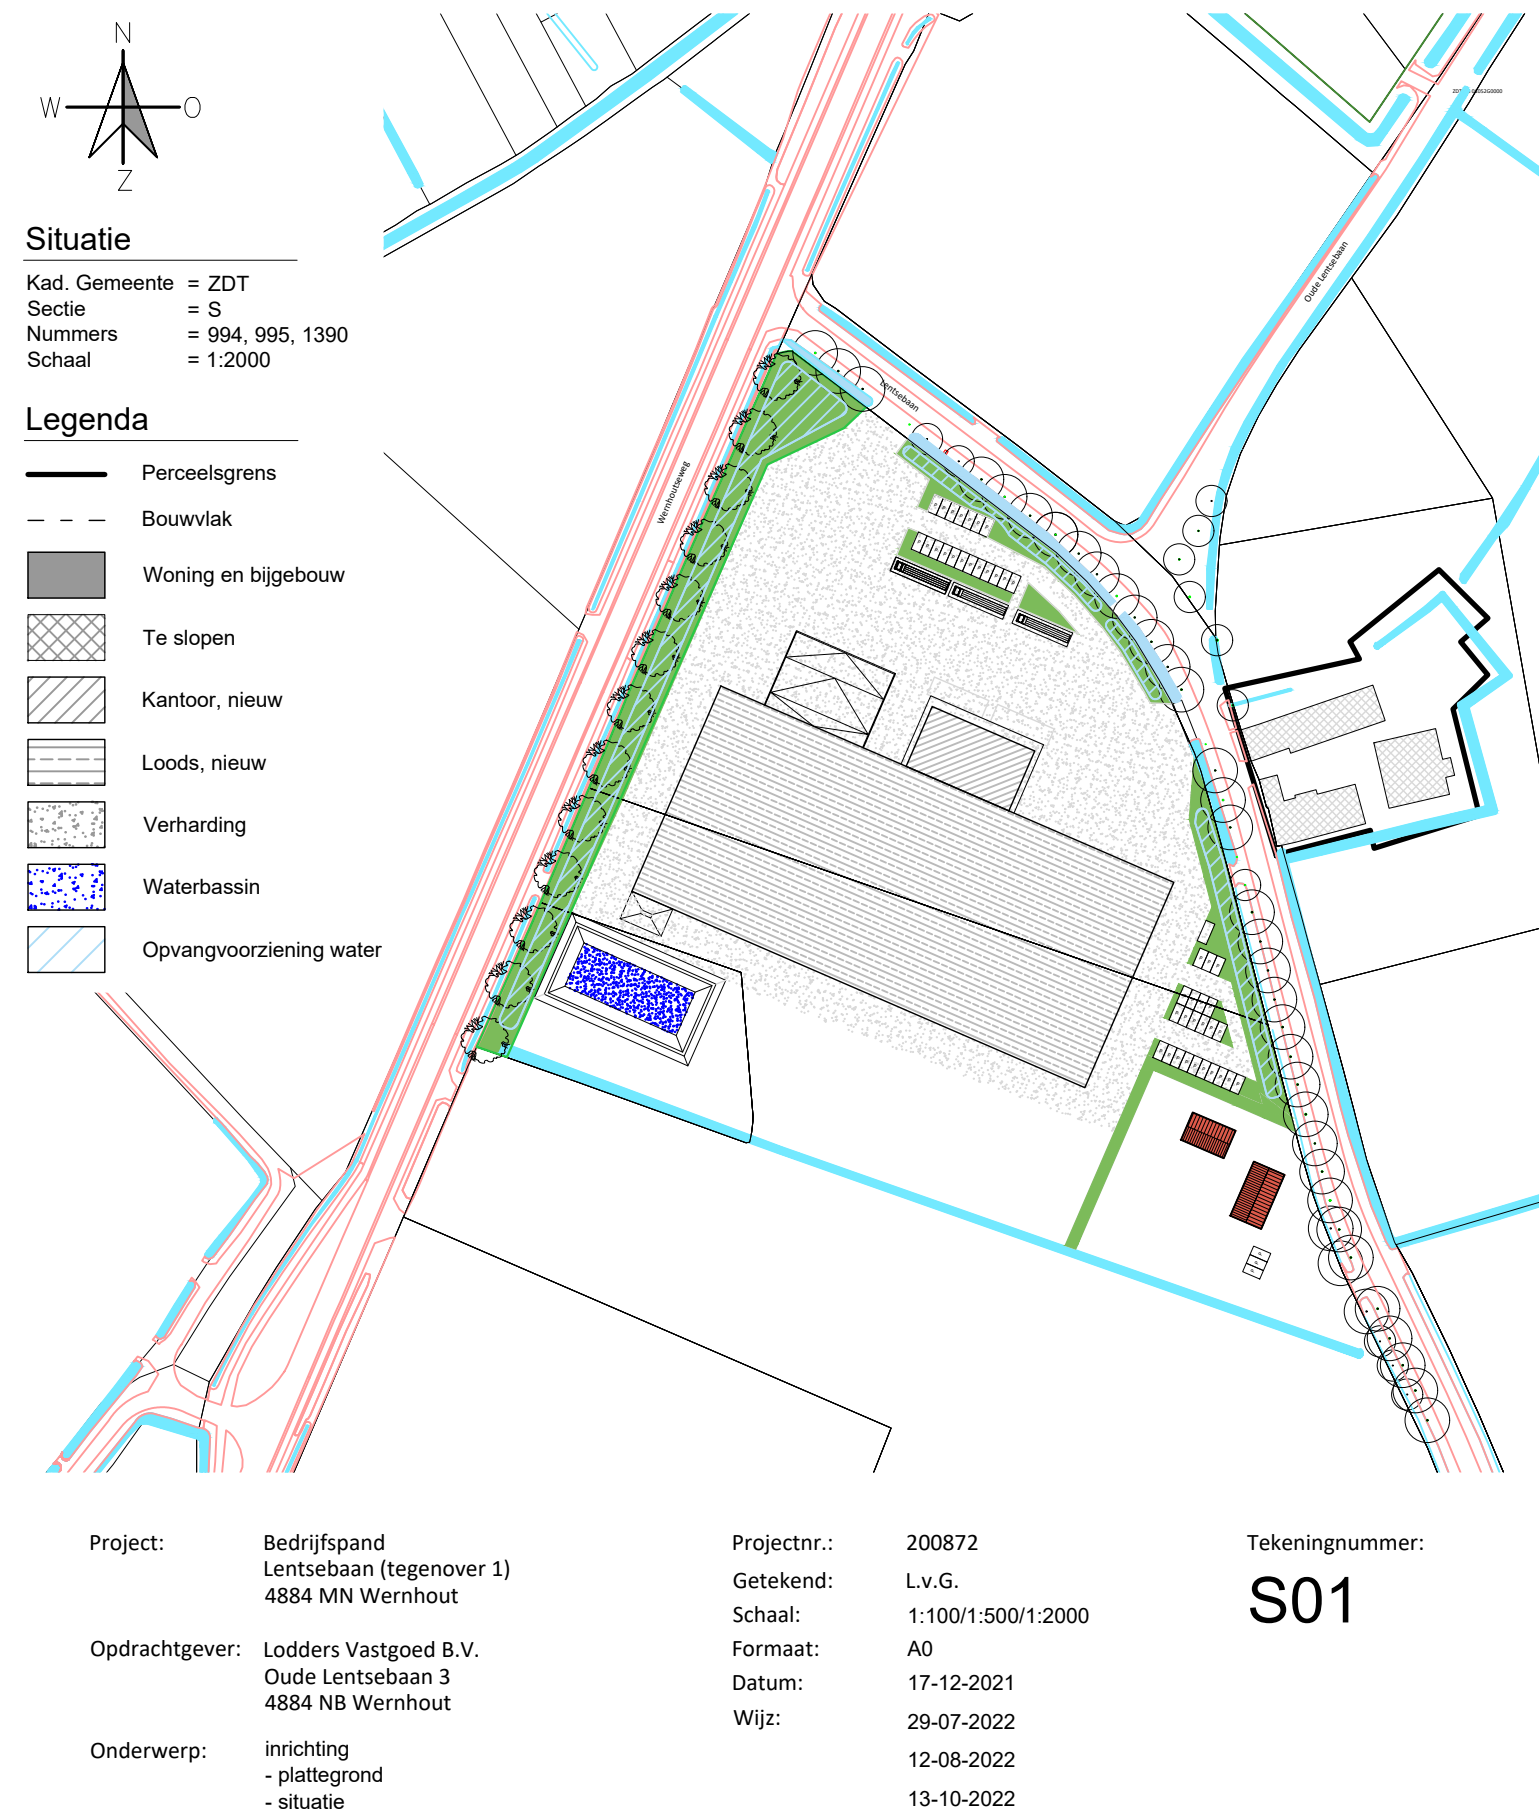 N
W O
Z
Situatie
Kad. Gemeente = ZDT
Sectie = S
Nummers = 994, 995, 1390
Schaal = 1:2000
Legenda
Perceelsgrens
Bouwvlak
Woning en bijgebouw
Te slopen
Kantoor, nieuw
Loods, nieuw
Verharding
Waterbassin
Opvangvoorziening water
Oude Lentsebaan
Lentsebaan
Wernhoutseweg
Project: Bedrijfspand
Lentsebaan (tegenover 1)
4884 MN Wernhout
Opdrachtgever: Lodders Vastgoed B.V.
Oude Lentsebaan 3
4884 NB Wernhout
Onderwerp: inrichting
- plattegrond
- situatie
Projectnr.: 200872
Getekend: L.v.G.
Schaal: 1:100/1:500/1:2000
Formaat: A0
Datum: 17-12-2021
Wijz: 29-07-2022
12-08-2022
13-10-2022
Tekeningnummer:
S01